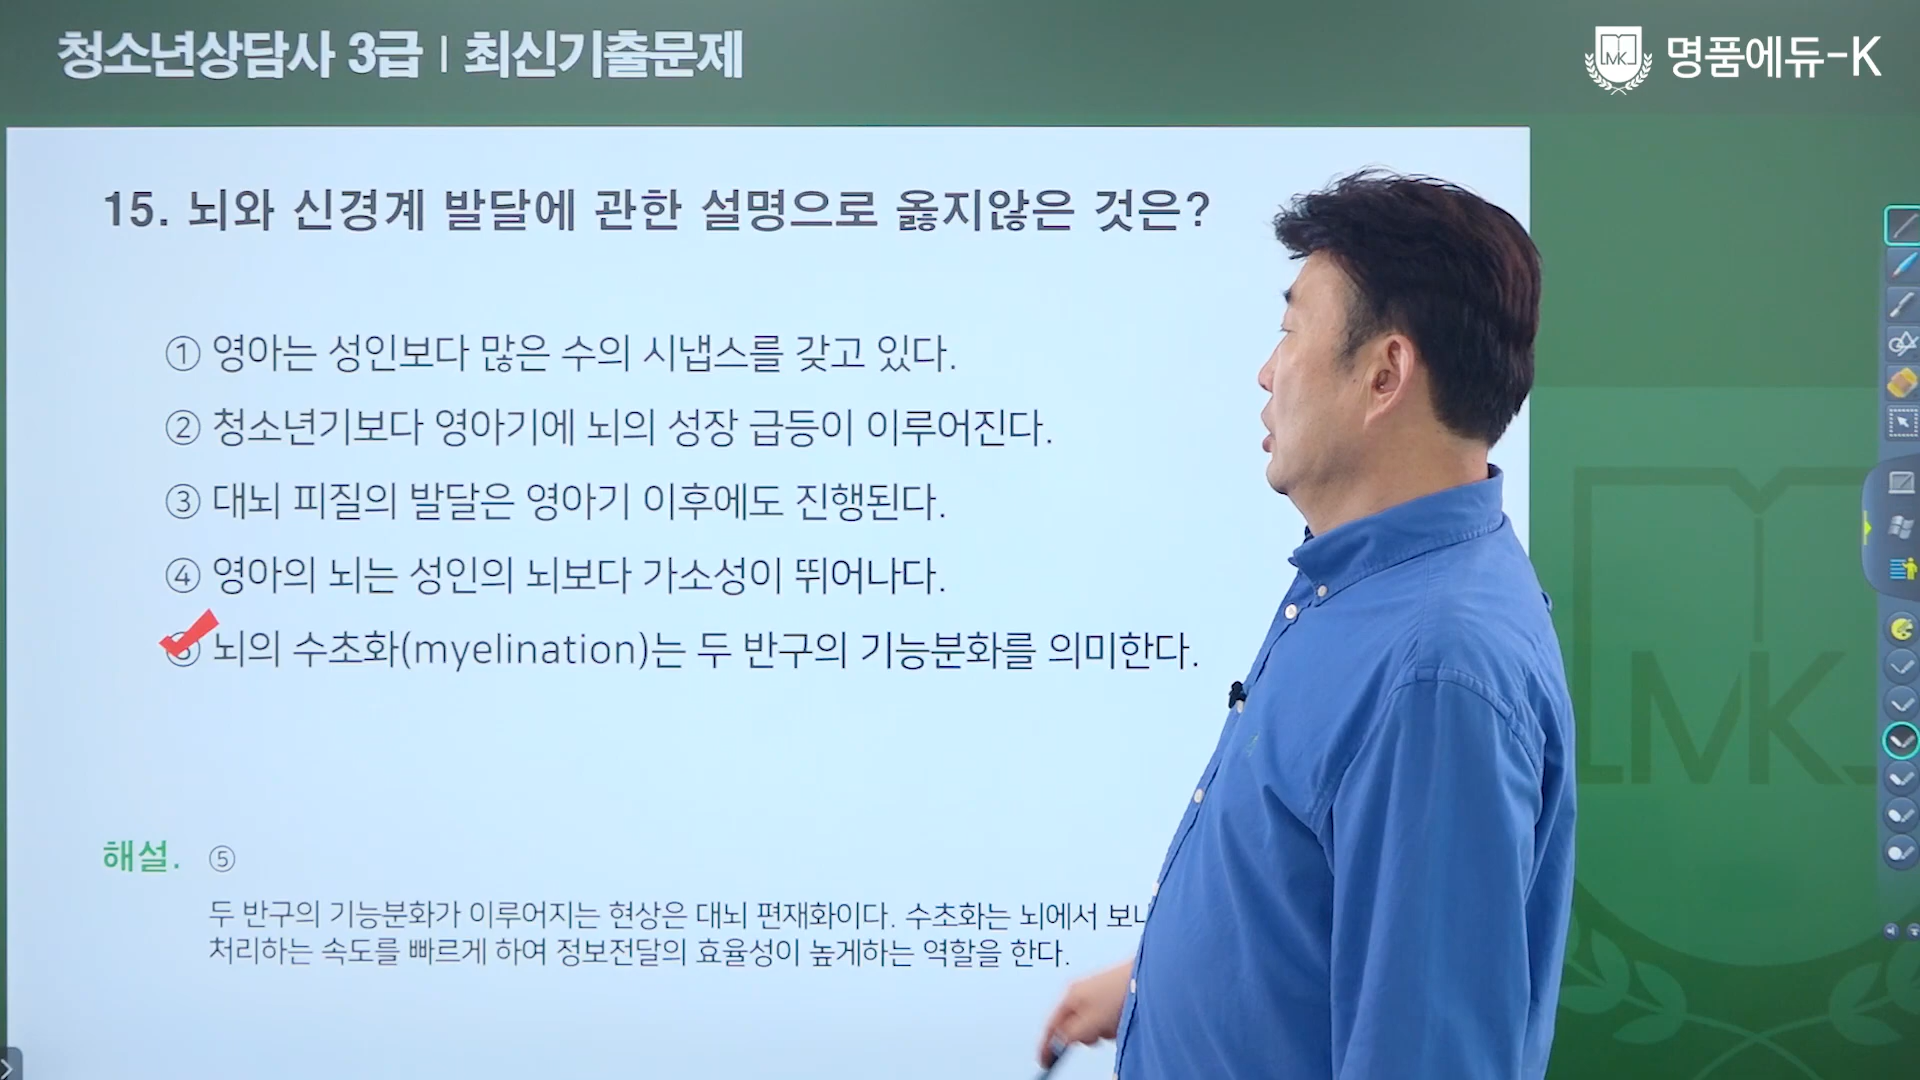 청소년상담사 3급 | 최신기출문제
명품에듀-K
MK
15. 뇌와 신경계 발달에 관한 설명으로 옳지않은 것은?
① 영아는 성인보다 많은 수의 시냅스를 갖고 있다.
② 청소년기보다 영아기에 뇌의 성장 급등이 이루어진다.
③ 대뇌 피질의 발달은 영아기 이후에도 진행된다.
④ 영아의 뇌는 성인의 뇌보다 가소성이 뛰어나다.
⑤ 뇌의 수초화(myelination)는 두 반구의 기능분화를 의미한다.
MK
해설. ⑤
두 반구의 기능분화가 이루어지는 현상은 대뇌 편재화이다. 수초화는 뇌에서
처리하는 속도를 빠르게 하여 정보전달의 효율성이 높게하는 역할을 한다.